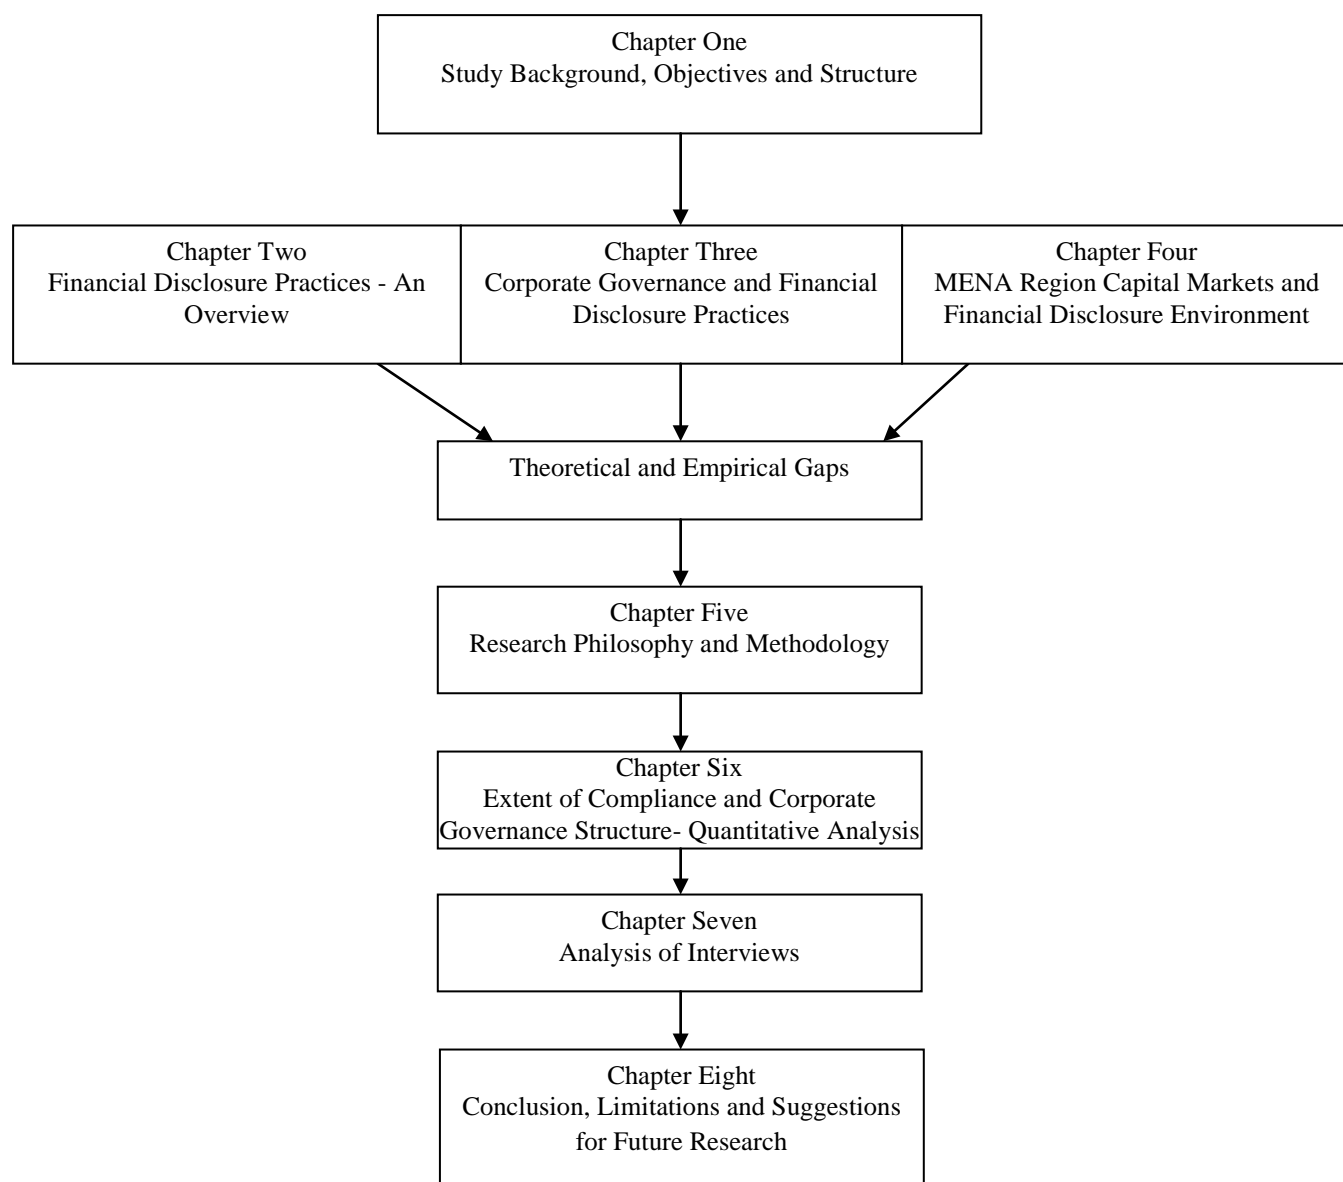 Chapter One
Study Background, Objectives and Structure
Chapter Two
Financial Disclosure Practices - An
Overview
Chapter Three
Corporate Governance and Financial
Disclosure Practices
Chapter Four
MENA Region Capital Markets and
Financial Disclosure Environment
Theoretical and Empirical Gaps
Chapter Five
Research Philosophy and Methodology
Chapter Six
Extent of Compliance and Corporate
Governance Structure- Quantitative Analysis
Chapter Seven
Analysis of Interviews
Chapter Eight
Conclusion, Limitations and Suggestions
for Future Research